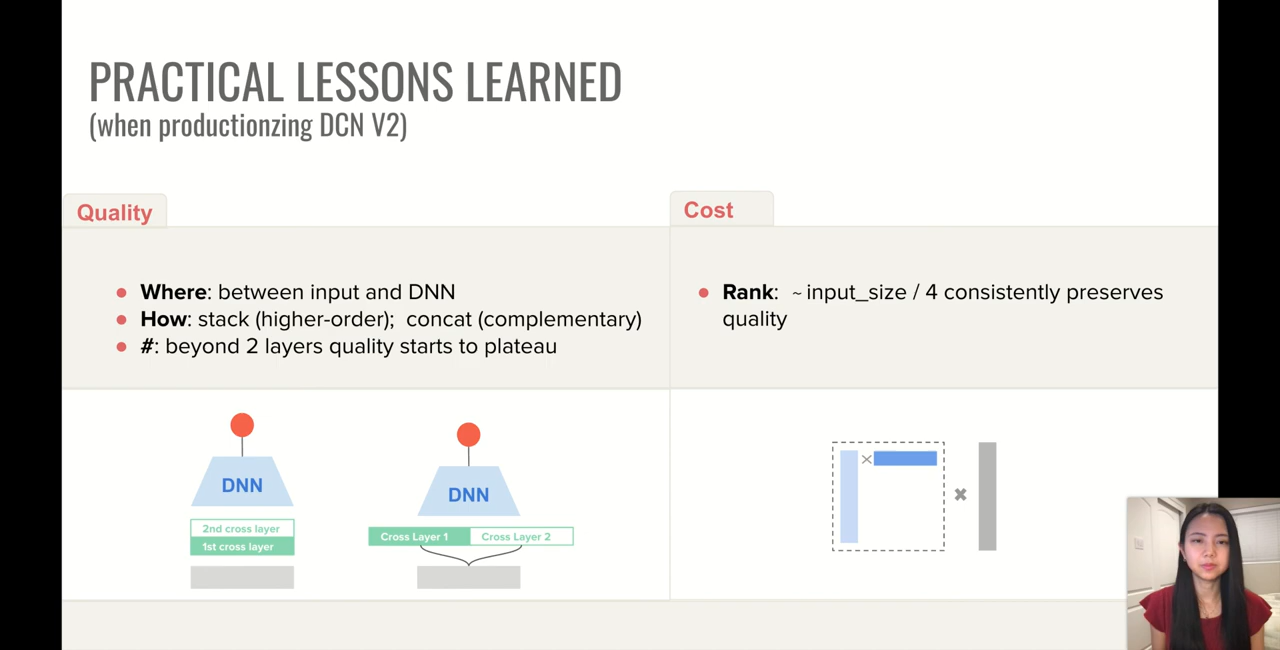 PRACTICAL LESSONS LEARNED
(when productionzing DCN V2)
Quality
● Where: between input and DNN
● How: stack (higher-order);  concat (complementary)
● #: beyond 2 layers quality starts to plateau
DNN
2nd cross layer
1st cross layer
DNN
Cross Layer 1
Cross Layer 2
Cost
● Rank:  ~ input_size / 4 consistently preserves
quality
×
×